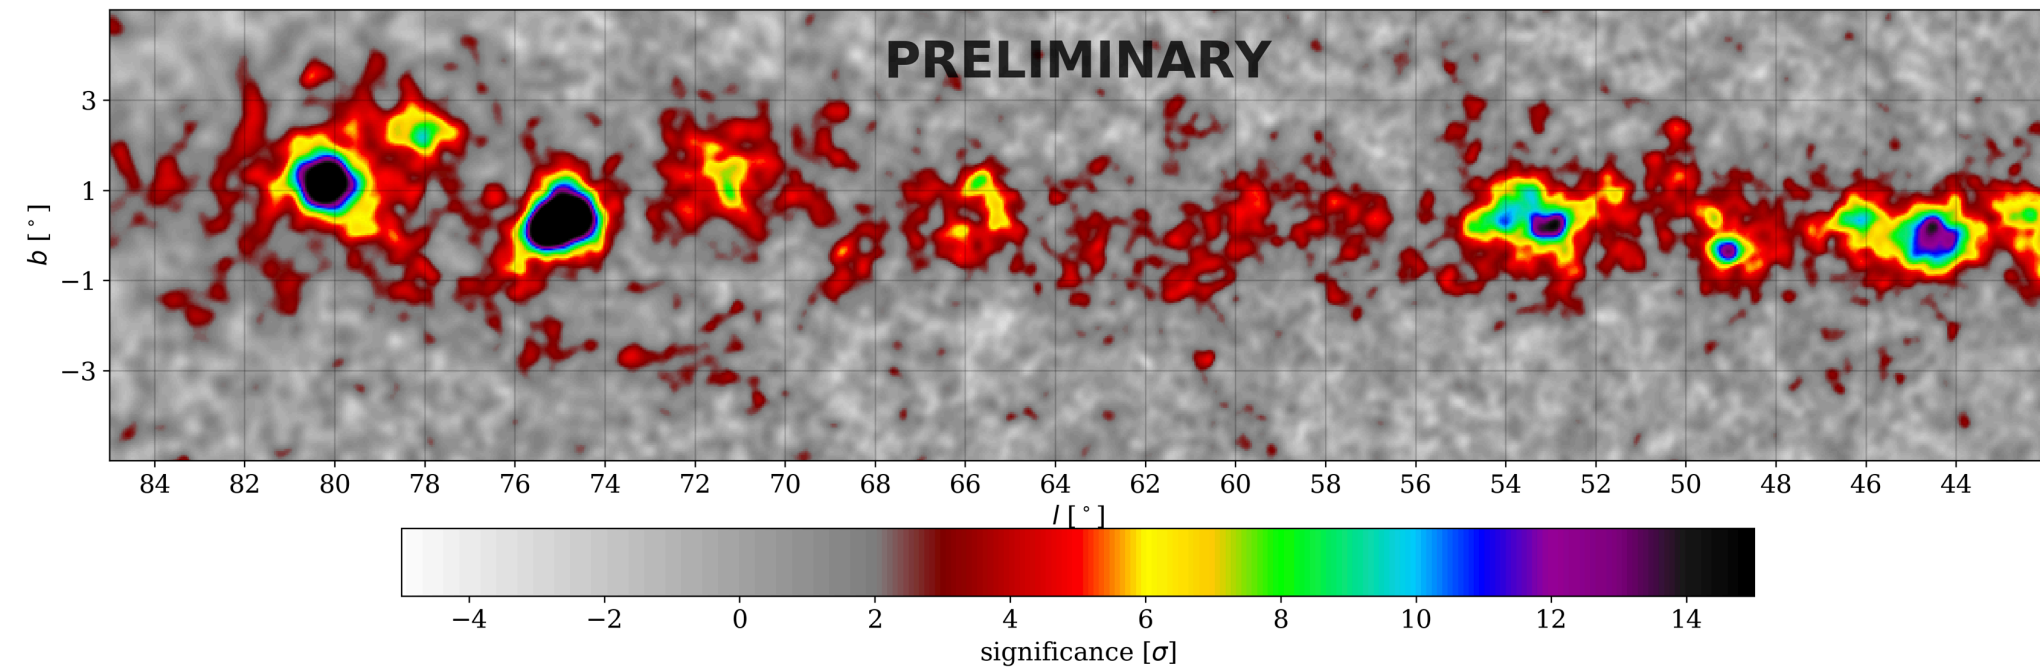 PRELIMINARY
3
1
−1
−3
b [°]
84 82 80 78 76 74 72 70 68 66 64 62 60 58 56 54 52 50 48 46 44
l [°]
−4 −2 0 2 4 6 8 10 12 14
significance [σ]